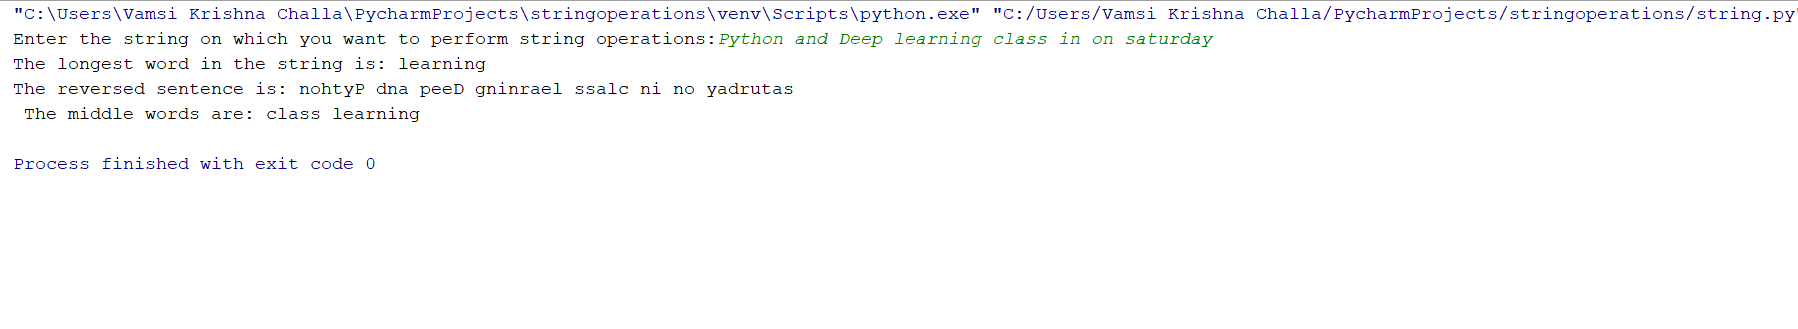 "C:\Users\Vamsi Krishna Challa\PycharmProjects\stringoperations\venv\Scripts\python.exe" "C:/Users/Vamsi Krishna Challa/PycharmProjects/stringoperations/string.py"
Enter the string on which you want to perform string operations:Python and Deep learning class in on saturday
The longest word in the string is: learning
The reversed sentence is: nohtyP dna peeD gninrael ssalc ni no yadrutas
The middle words are: class learning
Process finished with exit code 0